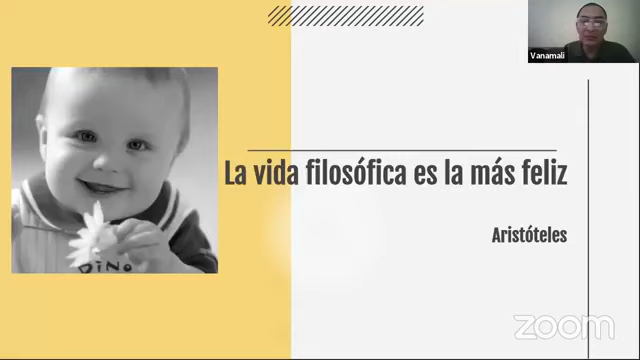 Vanamali
La vida filosófica es la más feliz
Aristóteles
DINO
zoom